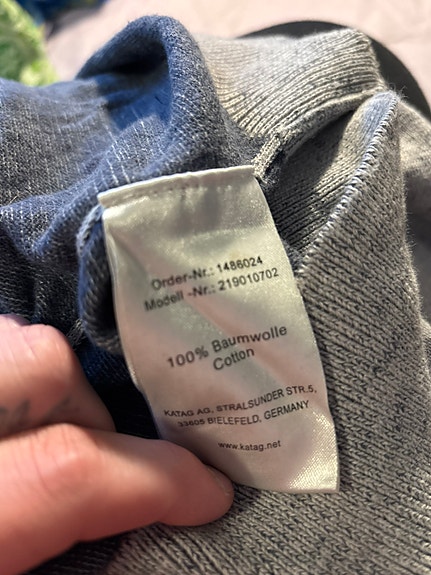 Order-Nr.: 1486024
Modell -Nr.: 219010702
100% Baumwolle
Cotton
KATAG AG, STRALSUNDER STR.5,
33605 BIELEFELD, GERMANY
www.katag.net